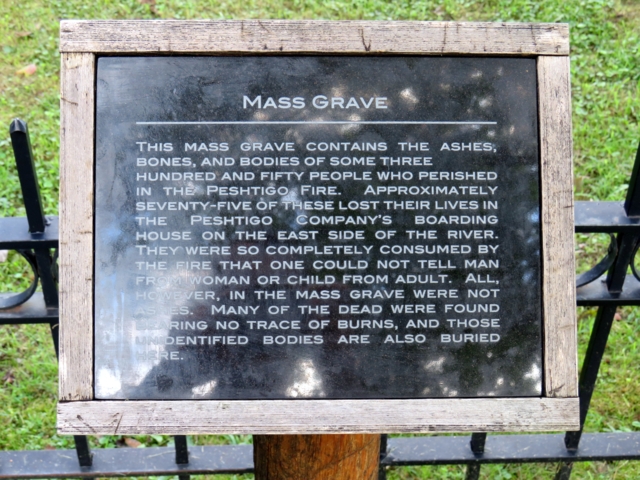 MASS GRAVE
THIS MASS GRAVE CONTAINS THE ASHES,
BONES, AND BODIES OF SOME THREE
HUNDRED AND FIFTY PEOPLE WHO PERISHED
IN THE PESHTIGO FIRE. APPROXIMATELY
SEVENTY-FIVE OF THESE LOST THEIR LIVES IN
THE PESHTIGO COMPANY'S BOARDING
HOUSE ON THE EAST SIDE OF THE RIVER.
THEY WERE SO COMPLETELY CONSUMED BY
THE FIRE THAT ONE COULD NOT TELL MAN
FROM WOMAN OR CHILD FROM ADULT. ALL,
HOWEVER, IN THE MASS GRAVE WERE NOT
ASHES. MANY OF THE DEAD WERE FOUND
BEARING NO TRACE OF BURNS, AND THOSE
UNIDENTIFIED BODIES ARE ALSO BURIED
HERE.